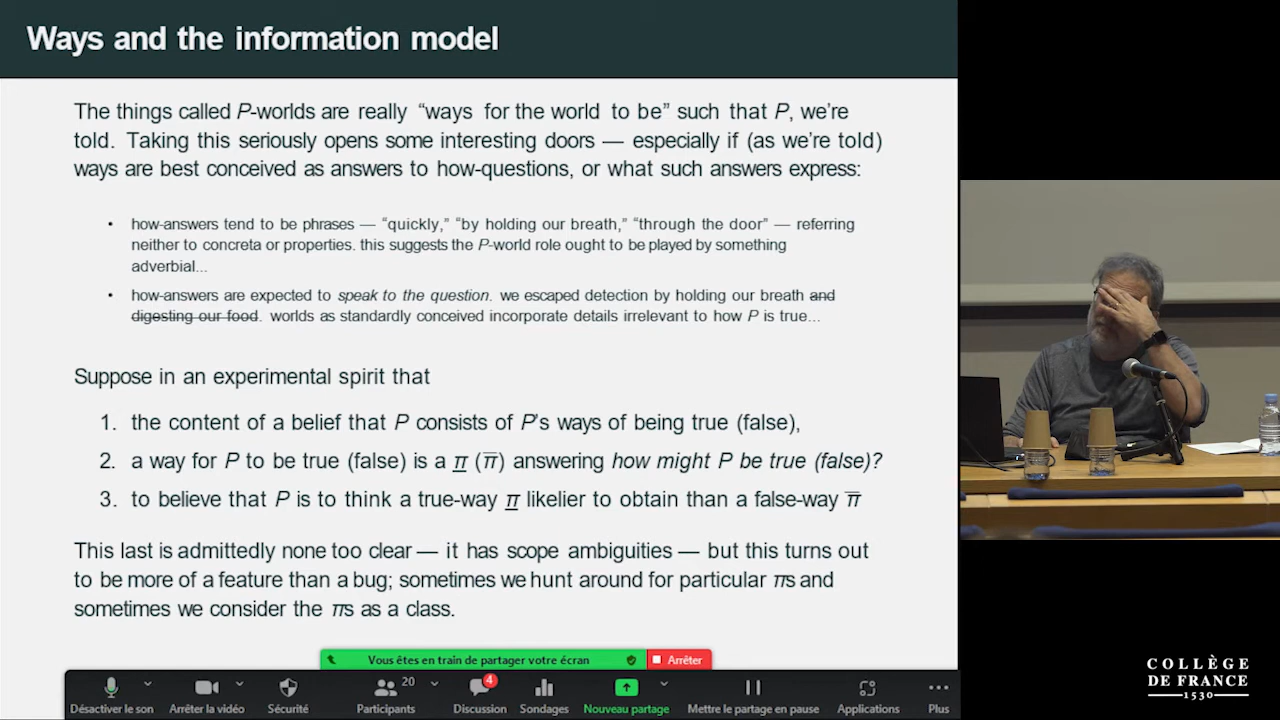 Ways and the information model
The things called P-worlds are really “ways for the world to be” such that P, we’re
told. Taking this seriously opens some interesting doors — especially if (as we’re told)
ways are best conceived as answers to how-questions, or what such answers express:
• how-answers tend to be phrases — “quickly,” “by holding our breath,” “through the door” — referring
neither to concreta or properties. this suggests the P-world role ought to be played by something
adverbial...
• how-answers are expected to speak to the question. we escaped detection by holding our breath and
digesting our food. worlds as standardly conceived incorporate details irrelevant to how P is true...
Suppose in an experimental spirit that
1. the content of a belief that P consists of P’s ways of being true (false),
2. a way for P to be true (false) is a π̲ (π̅) answering how might P be true (false)?
3. to believe that P is to think a true-way π̲ likelier to obtain than a false-way π̅
This last is admittedly none too clear — it has scope ambiguities — but this turns out
to be more of a feature than a bug; sometimes we hunt around for particular πs and
sometimes we consider the πs as a class.
Vous êtes en train de partager votre écran
Arrêter
20
4
Désactiver le son
Arrêter la vidéo
Sécurité
Participants
Discussion
Sondages
Nouveau partage
Mettre le partage en pause
Applications
Plus
COLLÈGE
DE FRANCE
1530